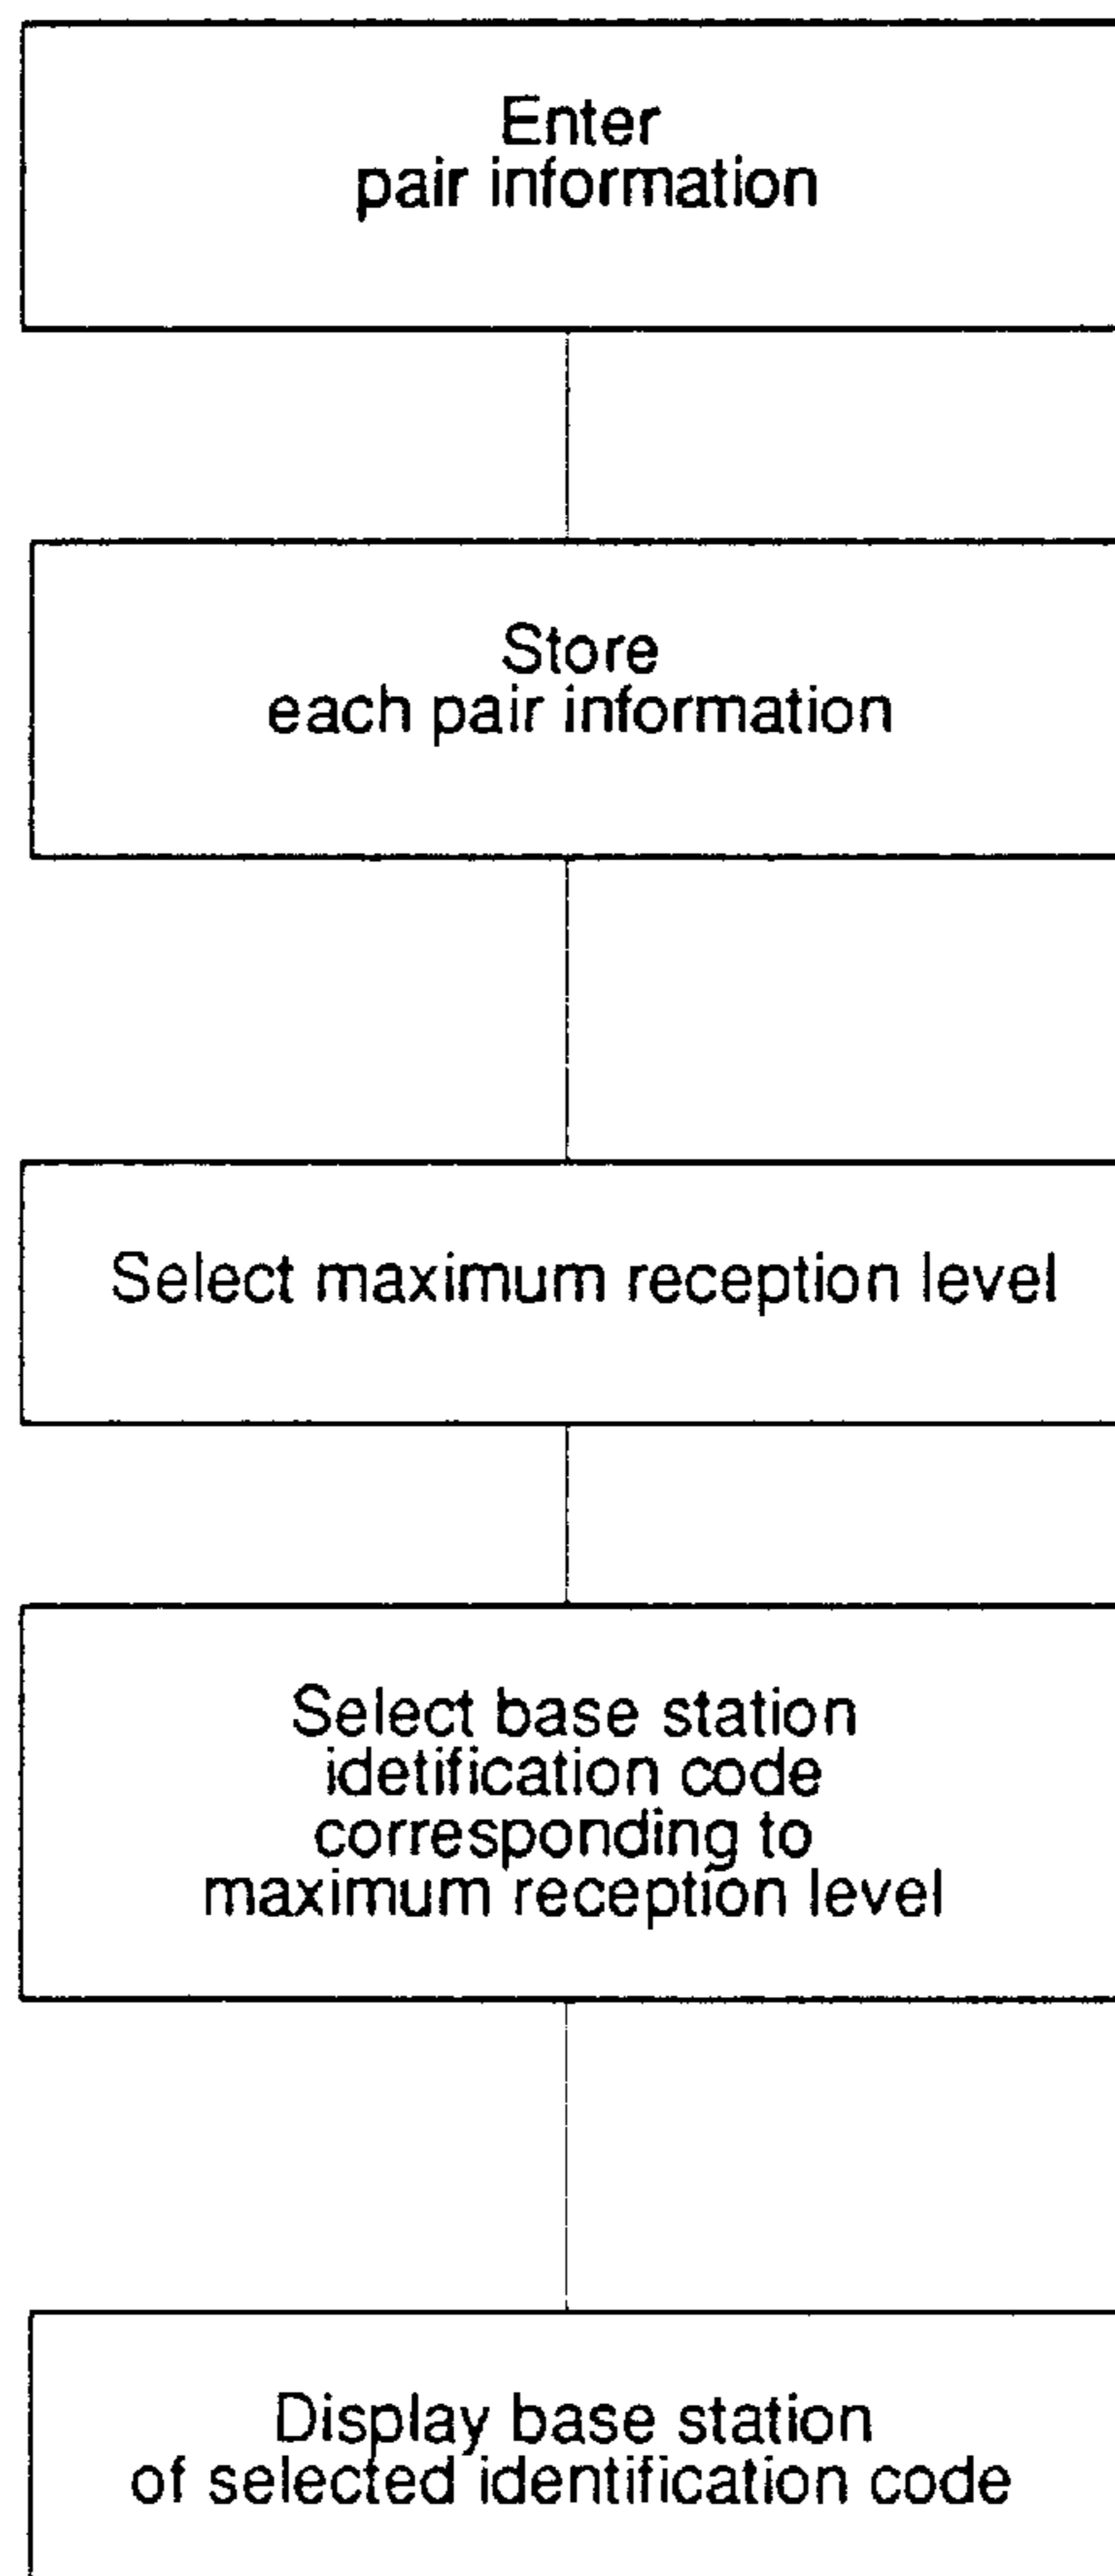 Enter
pair information
Store
each pair information
Select maximum reception level
Select base station
idetification code
corresponding to
maximum reception level
Display base station
of selected identification code